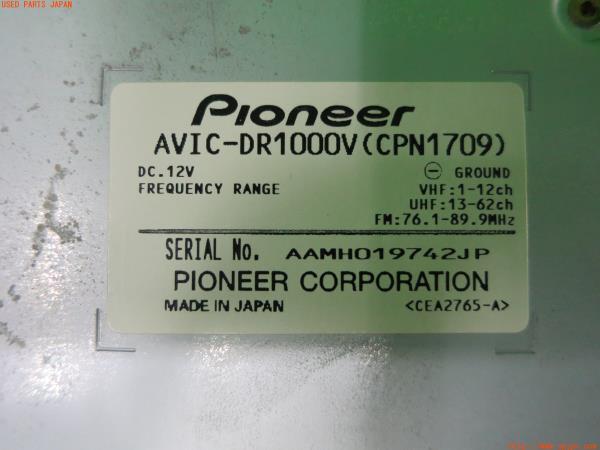 USED PARTS JAPAN
Pioneer
AVIC-DR1000V(CPN1709)
DC.12V ⊖ GROUND
FREQUENCY RANGE VHF:1-12ch
UHF:13-62ch
FM:76.1-89.9MHz
SERIAL No. AAMH019742JP
PIONEER CORPORATION
MADE IN JAPAN <CEA2765-A>